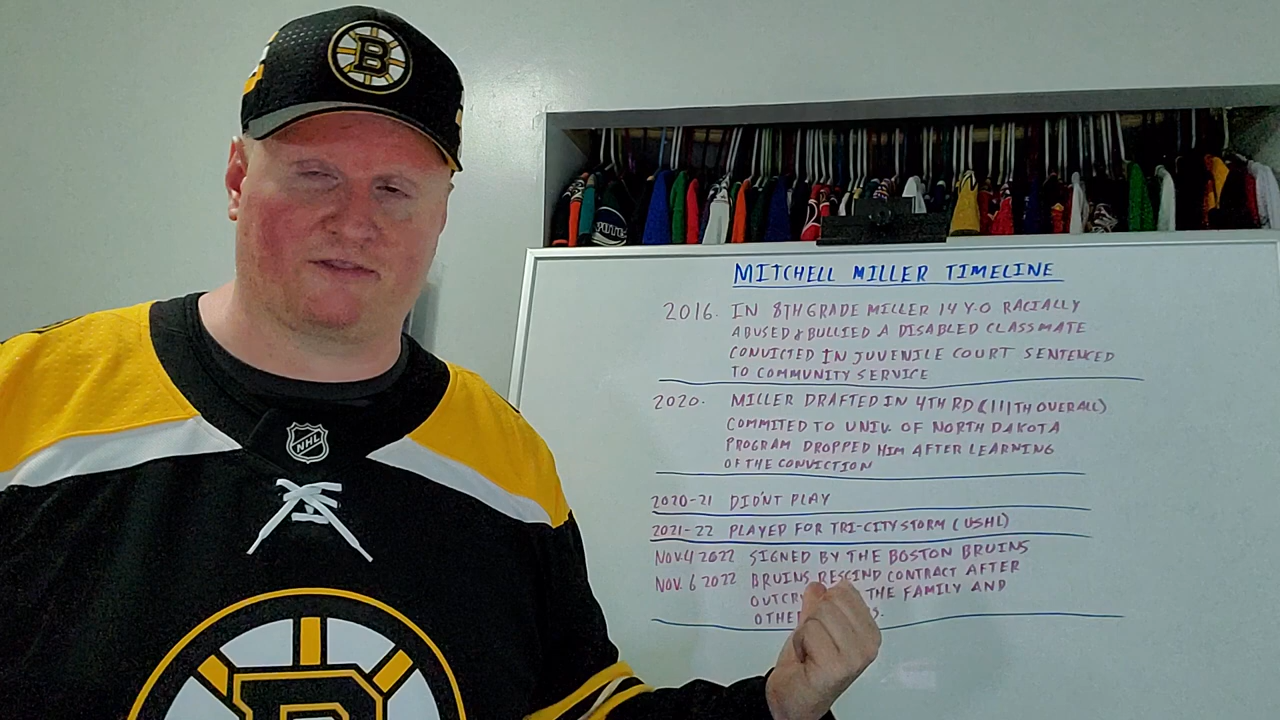 B
NHL
MITCHELL MILLER TIMELINE
2016. IN 8TH GRADE MILLER 14 Y.O RACIALLY
ABUSED & BULLIED A DISABLED CLASSMATE
CONVICTED IN JUVENILE COURT SENTENCED
TO COMMUNITY SERVICE
2020. MILLER DRAFTED IN 4TH RD (111TH OVERALL)
COMMITED TO UNIV. OF NORTH DAKOTA
PROGRAM DROPPED HIM AFTER LEARNING
OF THE CONVICTION
2020-21 DIDN'T PLAY
2021-22 PLAYED FOR TRI-CITY STORM (USHL)
NOV. 4 2022 SIGNED BY THE BOSTON BRUINS
NOV. 6 2022 BRUINS RESCIND CONTRACT AFTER
THE FAMILY AND
B